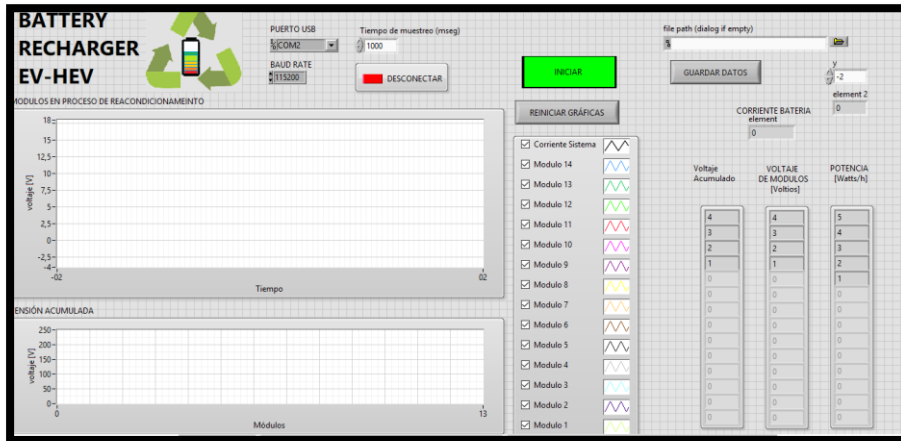 BATTERY
RECHARGER
EV-HEV
PUERTO USB
COM2
BAUD RATE
115200
Tiempo de muestreo (mseg)
1000
DESCONECTAR
INICIAR
REINICIAR GRÁFICAS
file path (dialog if empty)
GUARDAR DATOS
y
-2
element 2
0
CORRIENTE BATERIA
element
0
MODULOS EN PROCESO DE REACONDICIONAMEINTO
voltaje [V]
18
15
12,5
10
7,5
5
2,5
0
-2,5
-4
-02
02
Tiempo
ENSIÓN ACUMULADA
voltaje [V]
250
200
150
100
50
0
0
13
Módulos
Corriente Sistema
Modulo 14
Modulo 13
Modulo 12
Modulo 11
Modulo 10
Modulo 9
Modulo 8
Modulo 7
Modulo 6
Modulo 5
Modulo 4
Modulo 3
Modulo 2
Modulo 1
Voltaje
Acumulado
4
3
2
1
0
0
0
0
0
0
0
0
0
0
VOLTAJE
DE MODULOS
[Voltios]
4
3
2
1
0
0
0
0
0
0
0
0
0
0
POTENCIA
[Watts/h]
5
4
3
2
1
0
0
0
0
0
0
0
0
0